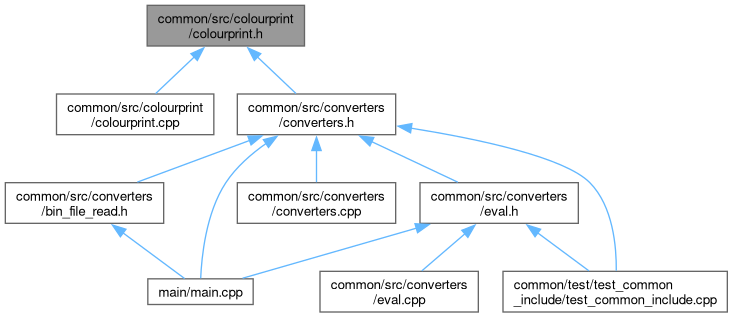 common/src/colourprint
/colourprint.h
common/src/colourprint
/colourprint.cpp
common/src/converters
/converters.h
common/src/converters
/bin_file_read.h
common/src/converters
/converters.cpp
common/src/converters
/eval.h
main/main.cpp
common/src/converters
/eval.cpp
common/test/test_common
_include/test_common_include.cpp